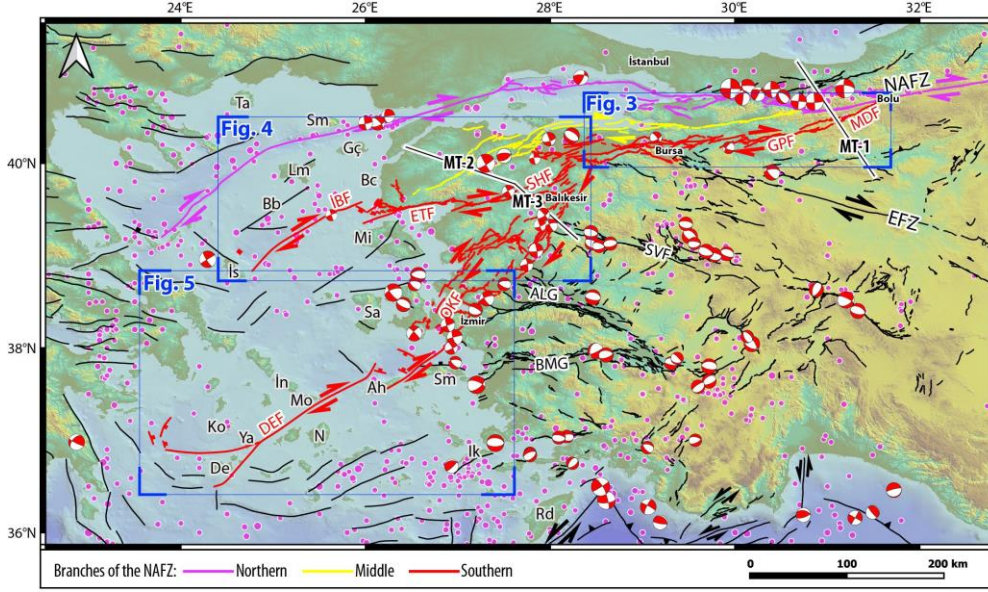 24°E 26°E 28°E 30°E 32°E
40°N
38°N
36°N
İstanbul
NAFZ
Fig. 3
Bolu
Ta
Fig. 4
Sm
MDF
Gç
GPF
MT-1
Bursa
MT-2
Lm
Bc
SHF
MT-3
Balıkesir
İBF
Bb
ETF
EFZ
Mi
SVF
İs
Fig. 5
ALG
Sa
OKF
İzmir
BMG
Sm
Ah
İn
Mo
DEF
Ko
Ya
N
De
Ik
Rd
Branches of the NAFZ: Northern Middle Southern
0 100 200 km